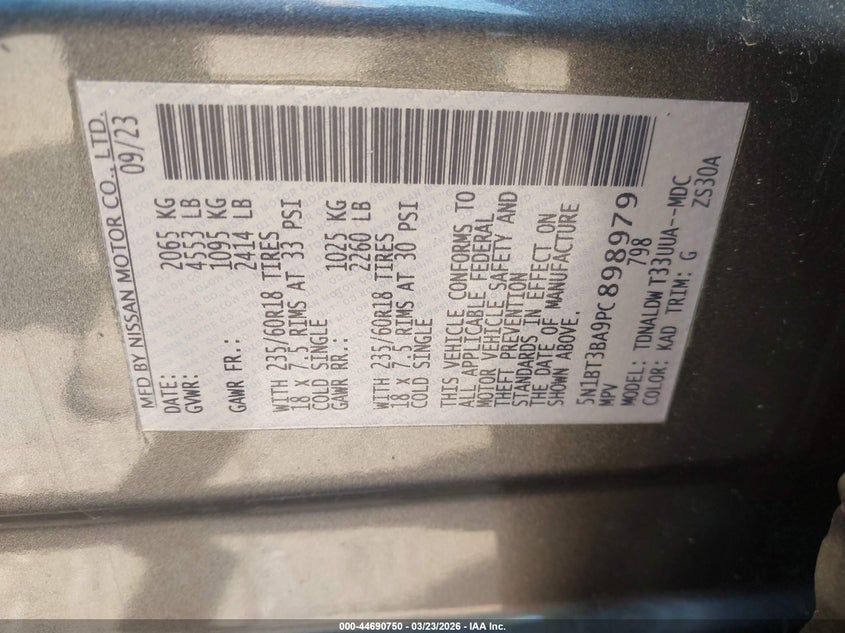 MFD BY NISSAN MOTOR CO., LTD.
DATE: 09/23
GVWR: 2065 KG
4553 LB
GAWR FR.: 1095 KG
2414 LB
WITH 235/60R18 TIRES
18 X 7.5 RIMS AT 33 PSI
COLD SINGLE
GAWR RR.: 1025 KG
2260 LB
WITH 235/60R18 TIRES
18 X 7.5 RIMS AT 30 PSI
COLD SINGLE
THIS VEHICLE CONFORMS TO
ALL APPLICABLE FEDERAL
MOTOR VEHICLE SAFETY AND
THEFT PREVENTION
STANDARDS IN EFFECT ON
THE DATE OF MANUFACTURE
SHOWN ABOVE.
5N1BT3BA9PC898979
MPV 798
MODEL: TDNALDW T33UUA--MDC
COLOR: KAD TRIM: G ZS30A
000-44690750 - 03/23/2026 - IAA Inc.